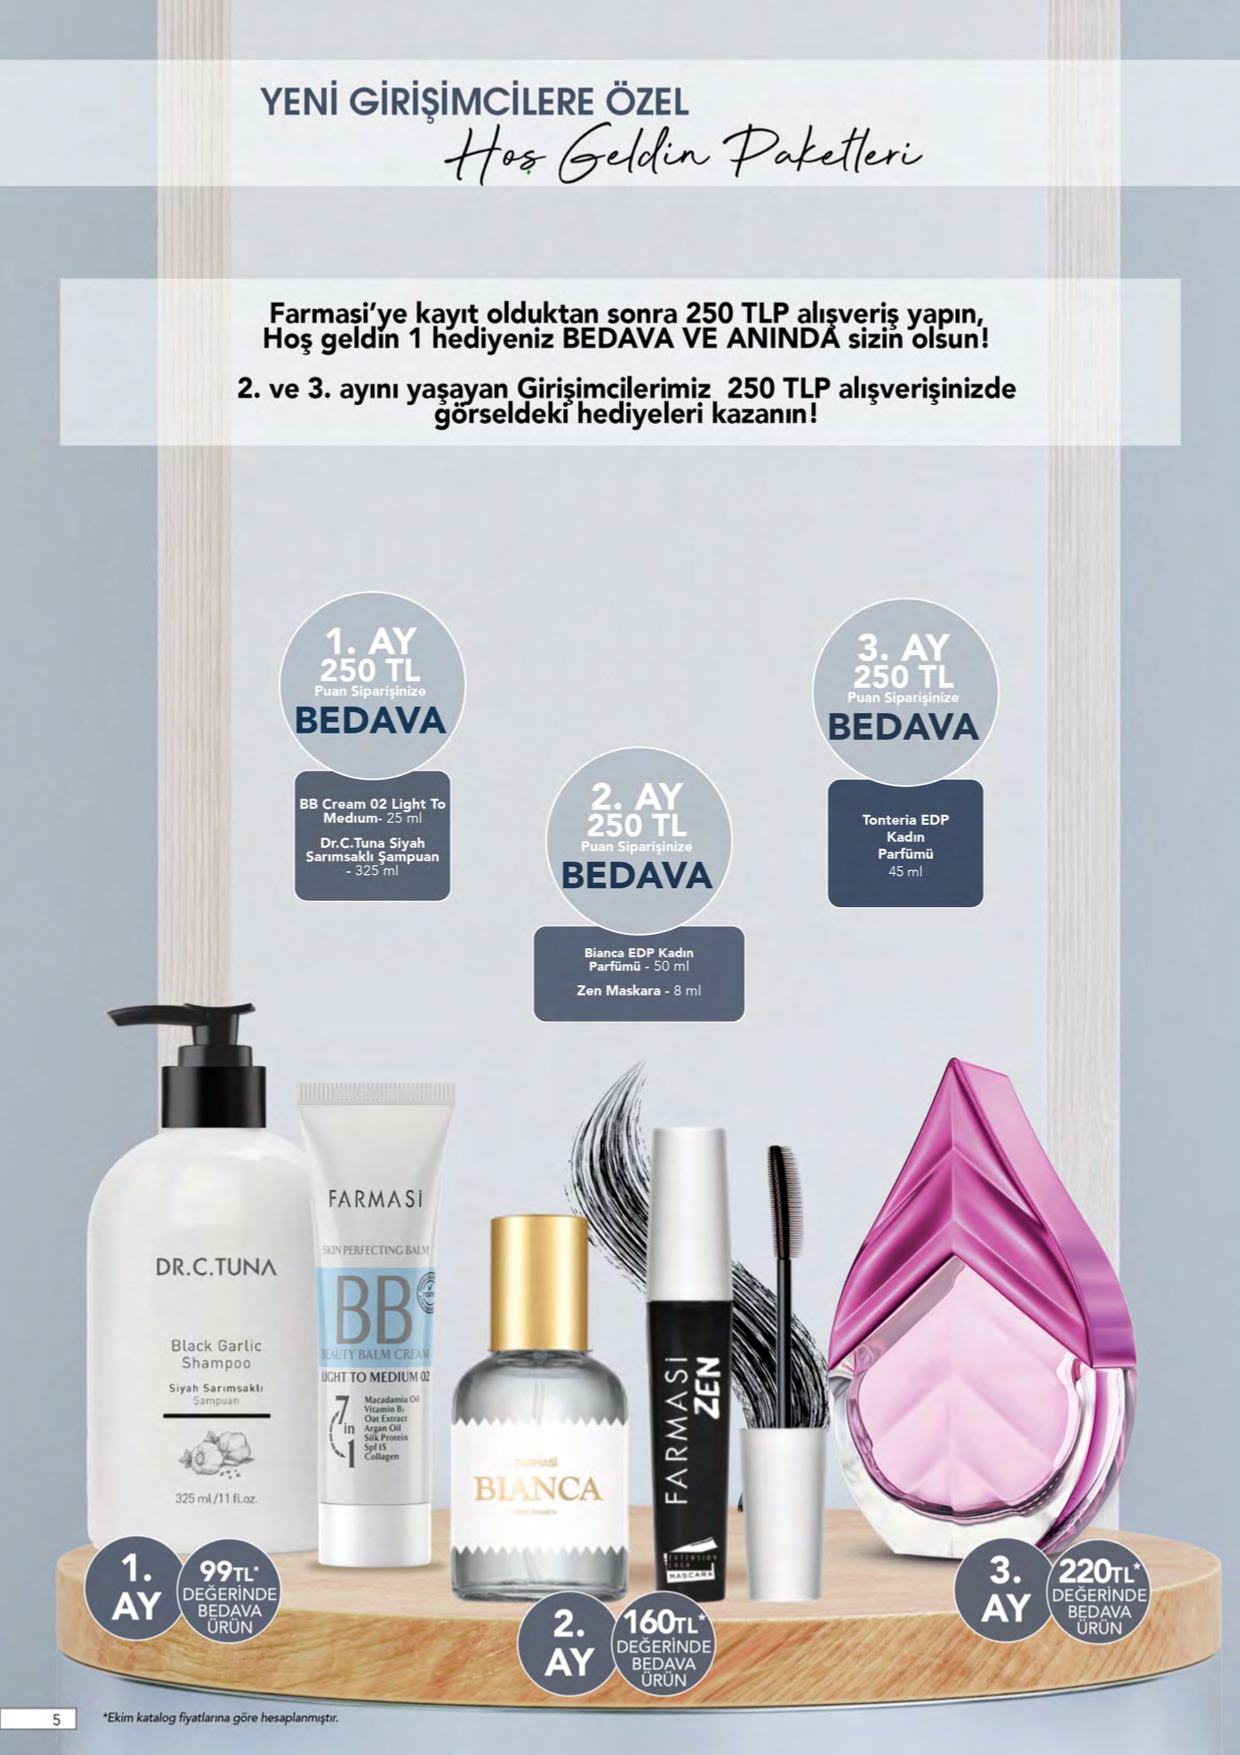 YENİ GİRİŞİMCİLERE ÖZEL
Hoş Geldin Paketleri
Farmasi'ye kayıt olduktan sonra 250 TLP alışveriş yapın,
Hoş geldin 1 hediyeniz BEDAVA VE ANINDA sizin olsun!
2. ve 3. ayını yaşayan Girişimcilerimiz 250 TLP alışverişinizde
görseldeki hediyeleri kazanın!
1. AY
250 TL
Puan Siparişinize
BEDAVA
BB Cream 02 Light To
Medıum- 25 ml
Dr.C.Tuna Siyah
Sarımsaklı Şampuan
- 325 ml
2. AY
250 TL
Puan Siparişinize
BEDAVA
Bianca EDP Kadın
Parfümü - 50 ml
Zen Maskara - 8 ml
3. AY
250 TL
Puan Siparişinize
BEDAVA
Tonteria EDP
Kadın
Parfümü
45 ml
DR.C.TUNA
Black Garlic
Shampoo
Siyah Sarımsaklı
Şampuan
325 ml/11 fl.oz.
FARMASİ
SKIN PERFECTING BALM
BB
BEAUTY BALM CREAM
LIGHT TO MEDIUM 02
7 in 1
Macadamia Oil
Vitamin B₅
Oat Extract
Argan Oil
Silk Protein
Spf 15
Collagen
FARMASİ
BIANCA
FARMASİ
ZEN
EXTENSION
LASH
MASCARA
1.
AY
99TL*
DEĞERİNDE
BEDAVA
ÜRÜN
2.
AY
160TL*
DEĞERİNDE
BEDAVA
ÜRÜN
3.
AY
220TL*
DEĞERİNDE
BEDAVA
ÜRÜN
5
*Ekim katalog fiyatlarına göre hesaplanmıştır.